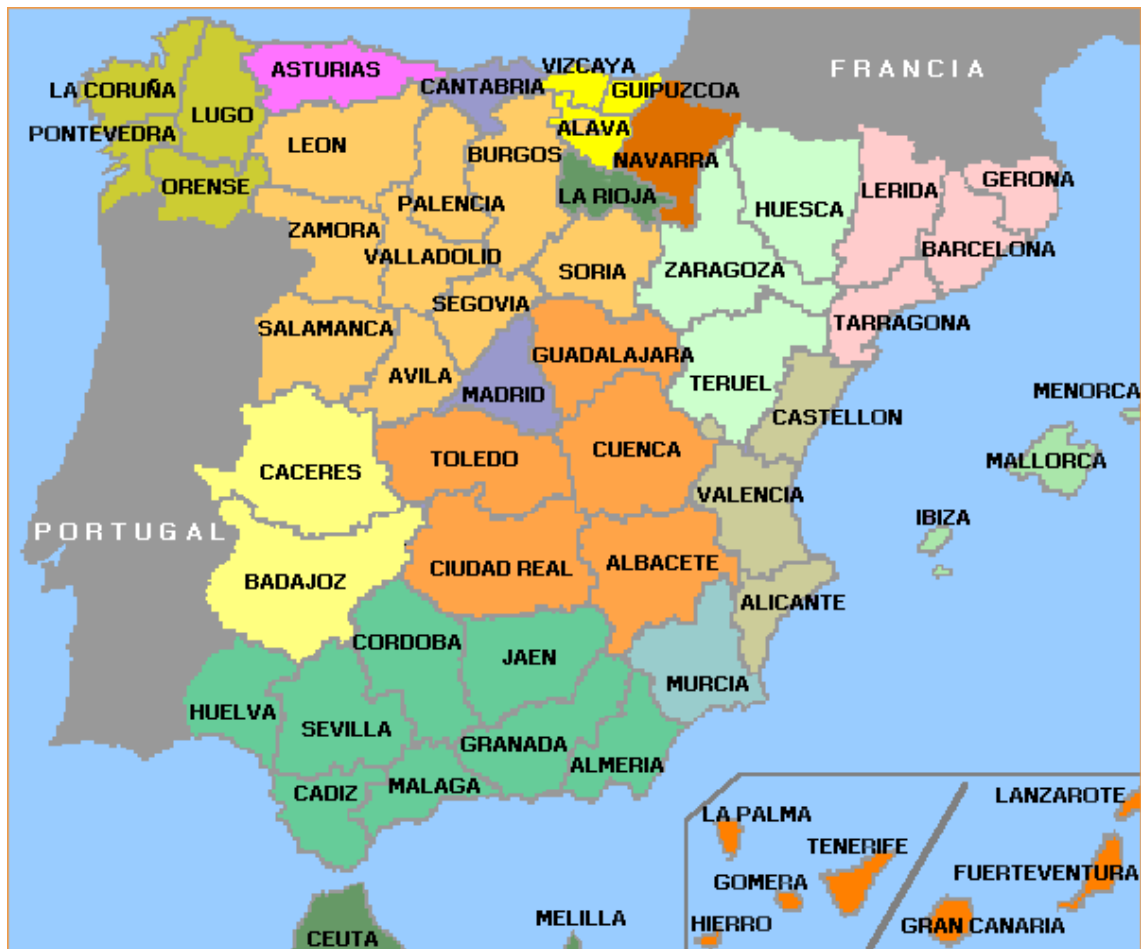 ASTURIAS
CANTABRIA
VIZCAYA
GUIPUZCOA
FRANCIA
LA CORUÑA
LUGO
PONTEVEDRA
ORENSE
LEON
PALENCIA
BURGOS
ALAVA
NAVARRA
LA RIOJA
HUESCA
LERIDA
GERONA
BARCELONA
ZAMORA
VALLADOLID
SORIA
ZARAGOZA
SEGOVIA
SALAMANCA
AVILA
MADRID
GUADALAJARA
TERUEL
TARRAGONA
CASTELLON
MENORCA
MALLORCA
IBIZA
CACERES
TOLEDO
CUENCA
VALENCIA
PORTUGAL
BADAJOZ
CIUDAD REAL
ALBACETE
ALICANTE
CORDOBA
JAEN
MURCIA
HUELVA
SEVILLA
GRANADA
ALMERIA
CADIZ
MALAGA
LA PALMA
TENERIFE
LANZAROTE
GOMERA
FUERTEVENTURA
HIERRO
GRAN CANARIA
MELILLA
CEUTA